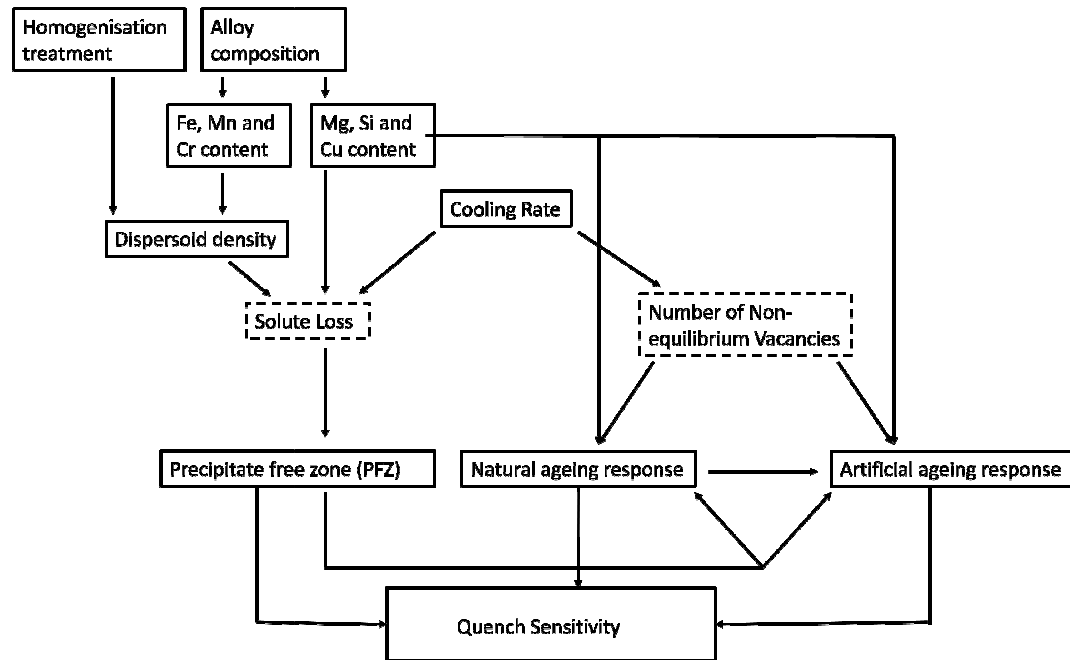 Homogenisation
treatment
Alloy
composition
Fe, Mn and
Cr content
Mg, Si and
Cu content
Cooling Rate
Dispersoid density
Solute Loss
Number of Non-
equilibrium Vacancies
Precipitate free zone (PFZ)
Natural ageing response
Artificial ageing response
Quench Sensitivity